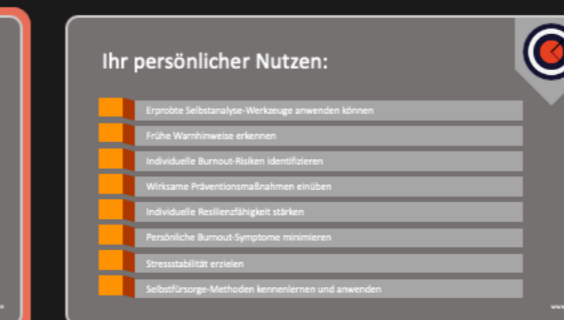 Ihr persönlicher Nutzen:
Erprobte Selbstanalyse-Werkzeuge anwenden können
Frühe Warnhinweise erkennen
Individuelle Burnout-Risiken identifizieren
Wirksame Präventionsmaßnahmen einüben
Individuelle Resilienzfähigkeit stärken
Persönliche Burnout-Symptome minimieren
Stressstabilität erzielen
Selbstfürsorge-Methoden kennenlernen und anwenden